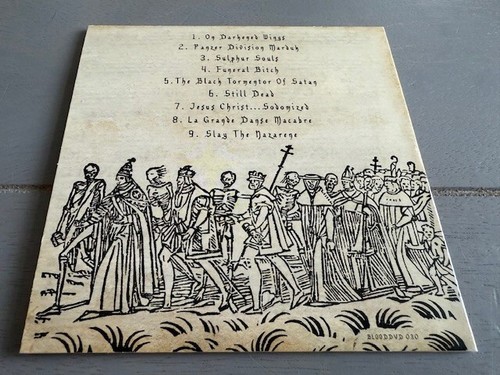 1. On Darkened Wings
2. Panzer Division Marduk
3. Sulphur Souls
4. Funeral Bitch
5. The Black Tormentor Of Satan
6. Still Dead
7. Jesus Christ...Sodomized
8. La Grande Danse Macabre
9. Slay The Nazarene
BLOODDVD 030